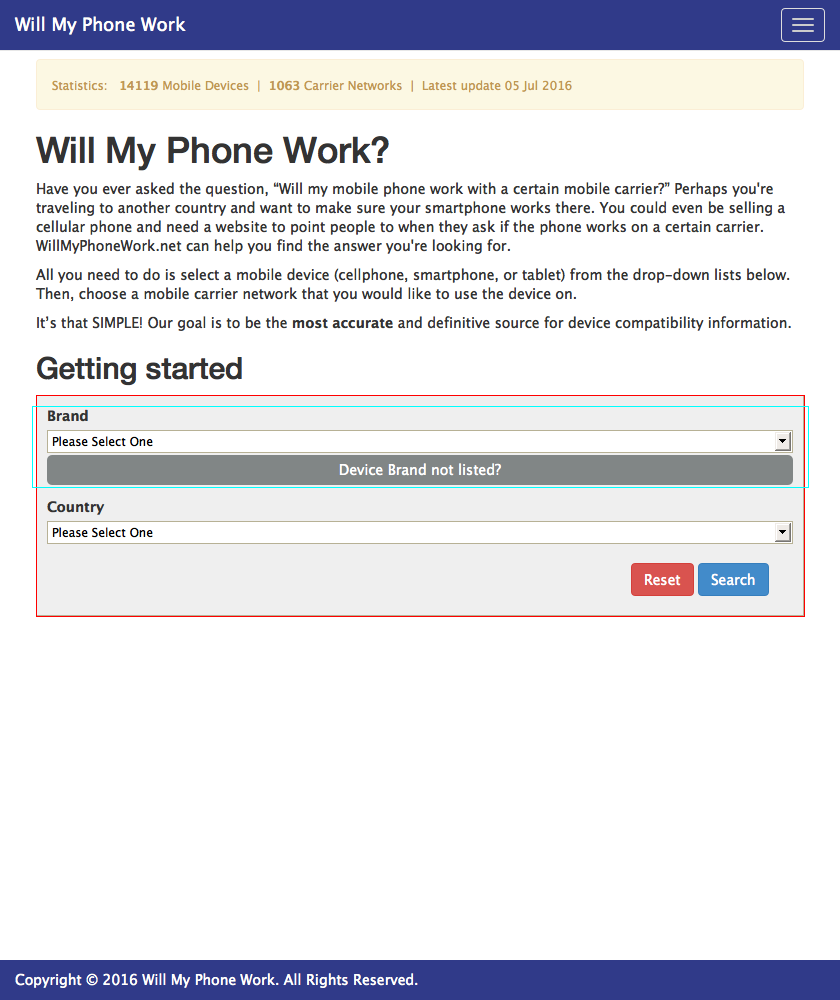 Will My Phone Work
Statistics: 14119 Mobile Devices | 1063 Carrier Networks | Latest update 05 Jul 2016
Will My Phone Work?
Have you ever asked the question, “Will my mobile phone work with a certain mobile carrier?” Perhaps you're
traveling to another country and want to make sure your smartphone works there. You could even be selling a
cellular phone and need a website to point people to when they ask if the phone works on a certain carrier.
WillMyPhoneWork.net can help you find the answer you're looking for.
All you need to do is select a mobile device (cellphone, smartphone, or tablet) from the drop-down lists below.
Then, choose a mobile carrier network that you would like to use the device on.
It’s that SIMPLE! Our goal is to be the most accurate and definitive source for device compatibility information.
Getting started
Brand
Please Select One
Device Brand not listed?
Country
Please Select One
Reset Search
Copyright © 2016 Will My Phone Work. All Rights Reserved.